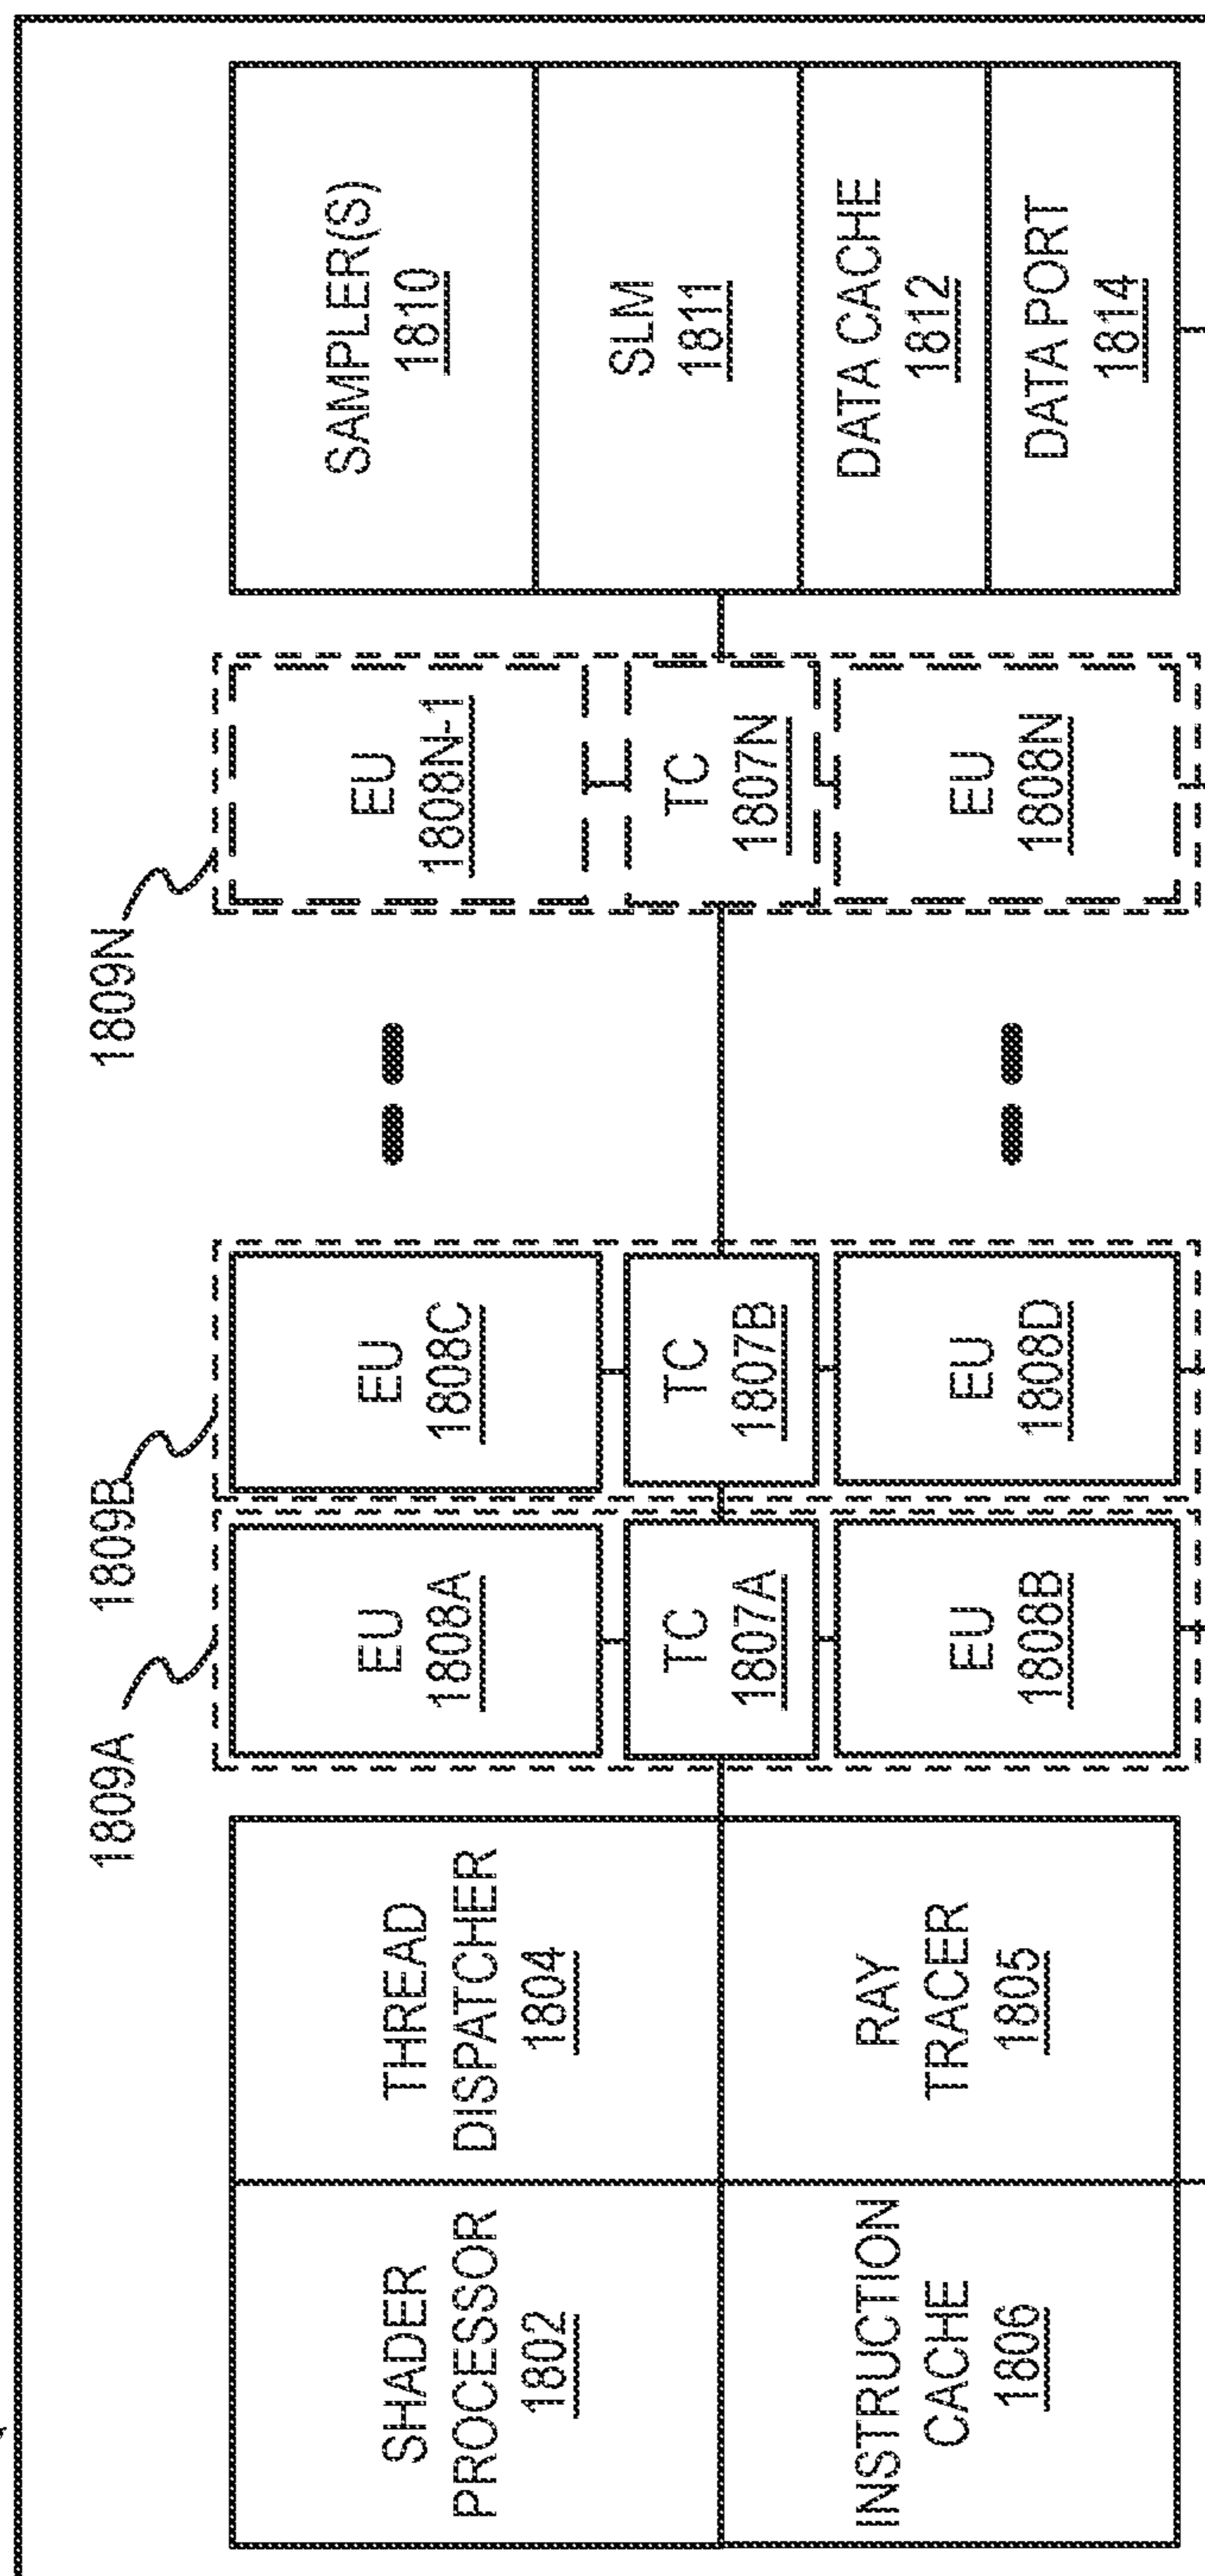 1809A
1809B
1809N
SHADER
PROCESSOR
1802
THREAD
DISPATCHER
1804
INSTRUCTION
CACHE
1806
RAY
TRACER
1805
EU
1808A
TC
1807A
EU
1808B
EU
1808C
TC
1807B
EU
1808D
EU
1808N-1
TC
1807N
EU
1808N
SAMPLER(S)
1810
SLM
1811
DATA CACHE
1812
DATA PORT
1814